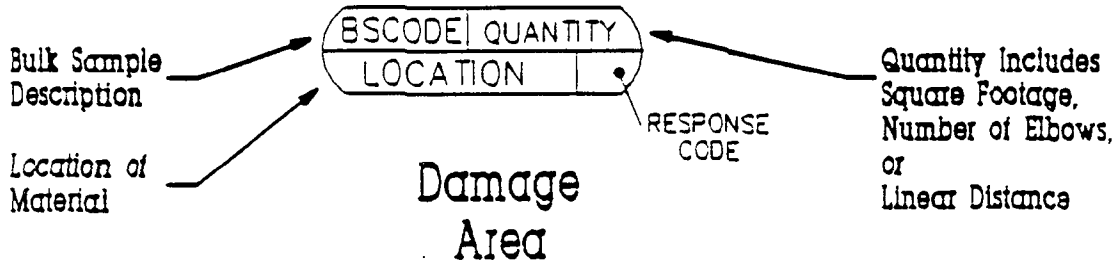 BSCODE QUANTITY
LOCATION
Bulk Sample
Description
Location of
Material
RESPONSE
CODE
Quantity Includes
Square Footage,
Number of Elbows,
or
Linear Distance
Damage
Area